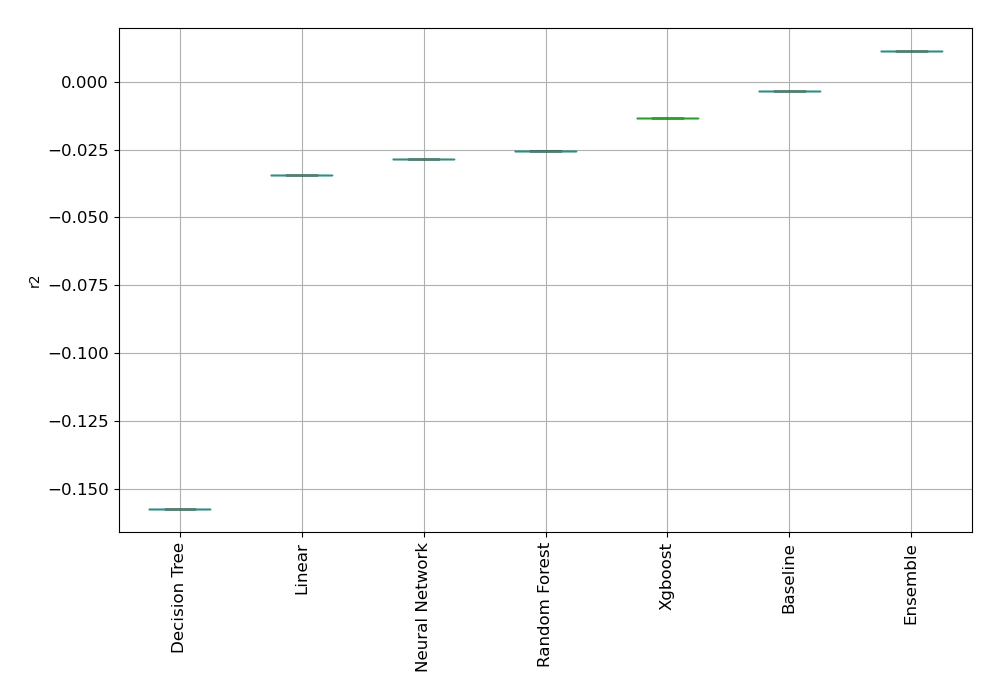 0.000
−0.025
−0.050
−0.075
−0.100
−0.125
−0.150
r2
Decision Tree
Linear
Neural Network
Random Forest
Xgboost
Baseline
Ensemble